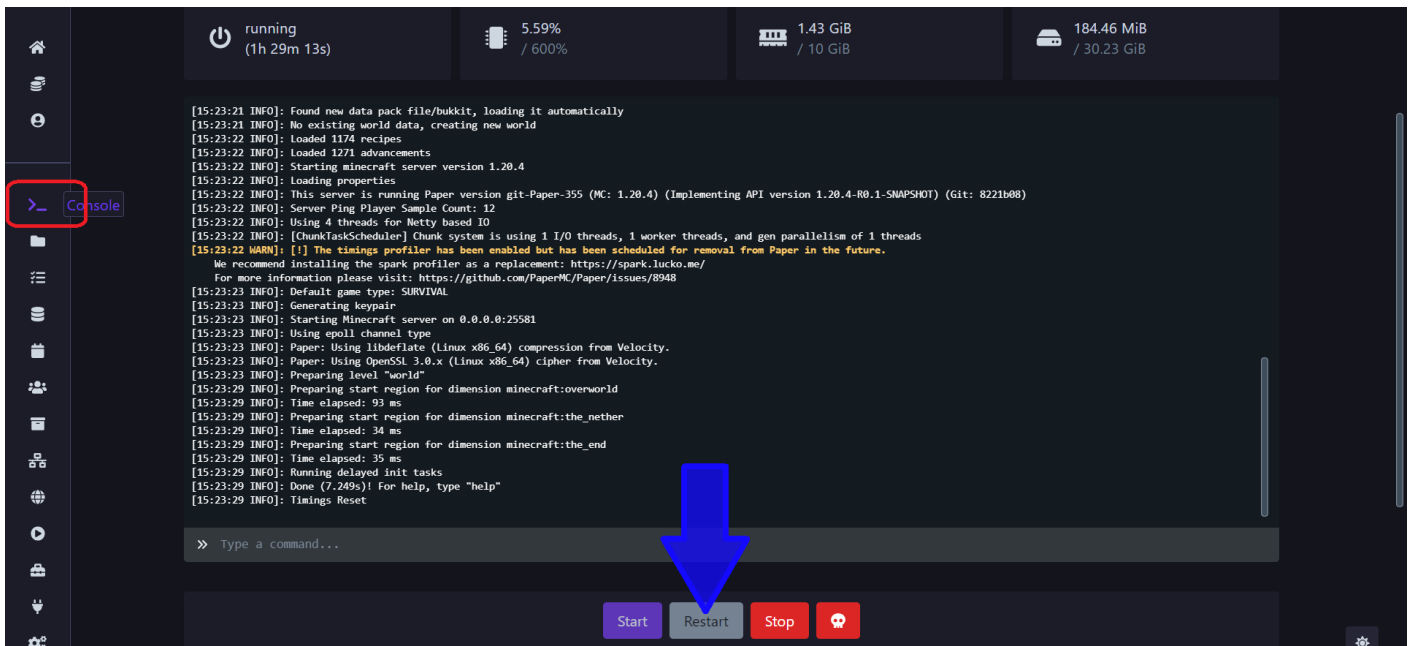 running
(1h 29m 13s)
5.59%
/ 600%
1.43 GiB
/ 10 GiB
184.46 MiB
/ 30.23 GiB
Console
[15:23:21 INFO]: Found new data pack file/bukkit, loading it automatically
[15:23:21 INFO]: No existing world data, creating new world
[15:23:22 INFO]: Loaded 1174 recipes
[15:23:22 INFO]: Loaded 1271 advancements
[15:23:22 INFO]: Starting minecraft server version 1.20.4
[15:23:22 INFO]: Loading properties
[15:23:22 INFO]: This server is running Paper version git-Paper-355 (MC: 1.20.4) (Implementing API version 1.20.4-R0.1-SNAPSHOT) (Git: 8221b08)
[15:23:22 INFO]: Server Ping Player Sample Count: 12
[15:23:22 INFO]: Using 4 threads for Netty based IO
[15:23:22 INFO]: [ChunkTaskScheduler] Chunk system is using 1 I/O threads, 1 worker threads, and gen parallelism of 1 threads
[15:23:22 WARN]: [!] The timings profiler has been enabled but has been scheduled for removal from Paper in the future.
We recommend installing the spark profiler as a replacement: https://spark.lucko.me/
For more information please visit: https://github.com/PaperMC/Paper/issues/8948
[15:23:23 INFO]: Default game type: SURVIVAL
[15:23:23 INFO]: Generating keypair
[15:23:23 INFO]: Starting Minecraft server on 0.0.0.0:25581
[15:23:23 INFO]: Using epoll channel type
[15:23:23 INFO]: Paper: Using libdeflate (Linux x86_64) compression from Velocity.
[15:23:23 INFO]: Paper: Using OpenSSL 3.0.x (Linux x86_64) cipher from Velocity.
[15:23:23 INFO]: Preparing level "world"
[15:23:29 INFO]: Preparing start region for dimension minecraft:overworld
[15:23:29 INFO]: Time elapsed: 93 ms
[15:23:29 INFO]: Preparing start region for dimension minecraft:the_nether
[15:23:29 INFO]: Time elapsed: 34 ms
[15:23:29 INFO]: Preparing start region for dimension minecraft:the_end
[15:23:29 INFO]: Time elapsed: 35 ms
[15:23:29 INFO]: Running delayed init tasks
[15:23:29 INFO]: Done (7.249s)! For help, type "help"
[15:23:29 INFO]: Timings Reset
Type a command...
Start
Restart
Stop